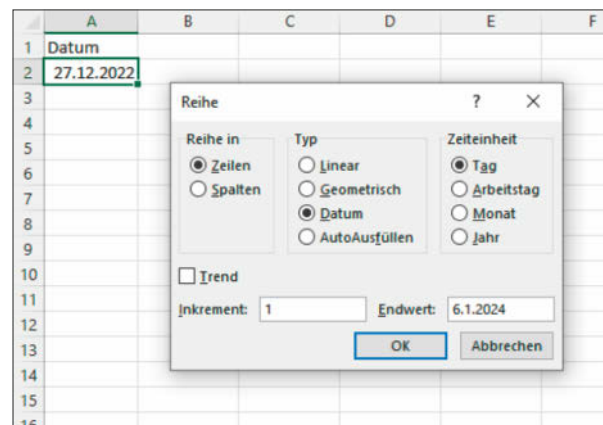 A B C D E F
1 Datum
2 27.12.2022
3
4
5
6
7
8
9
10
11
12
13
14
15
16
Reihe ? ×
Reihe in
Zeilen
Spalten
Typ
Linear
Geometrisch
Datum
AutoAusfüllen
Zeiteinheit
Tag
Arbeitstag
Monat
Jahr
Trend
Inkrement: 1 Endwert: 6.1.2024
OK Abbrechen